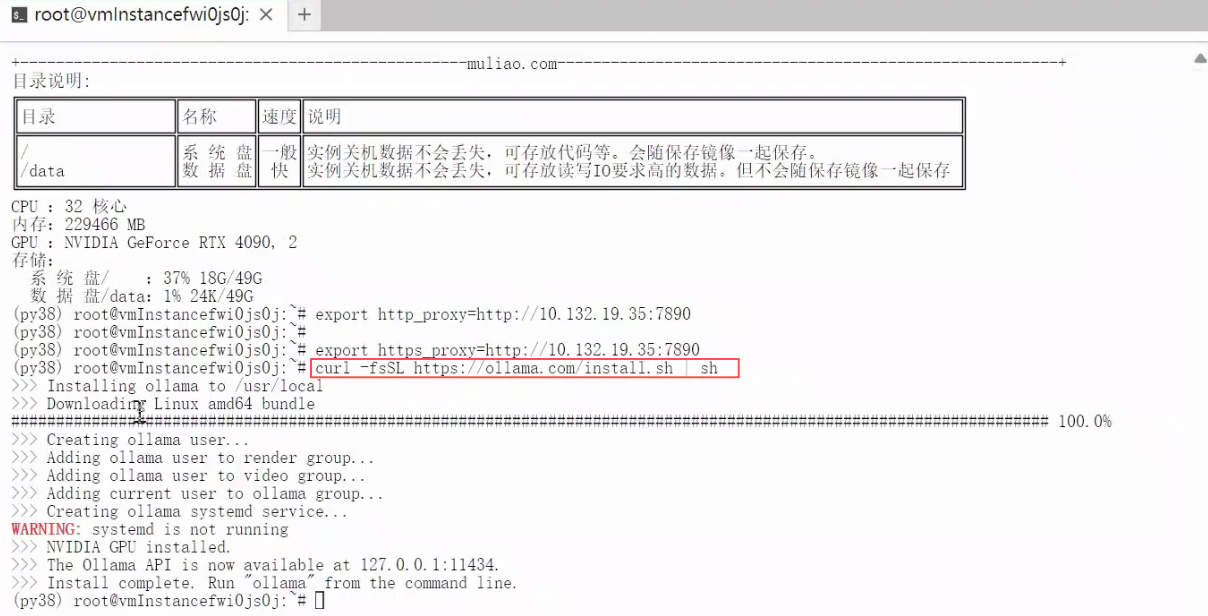 root@vmInstancefwi0js0j: × +
+--------------------------------------------------muliao.com--------------------------------------------------------+
目录说明:
目录 名称 速度 说明
/ 系 统 盘 一般 实例关机数据不会丢失，可存放代码等。会随保存镜像一起保存。
/data 数 据 盘 快 实例关机数据不会丢失，可存放读写IO要求高的数据。但不会随保存镜像一起保存
CPU : 32 核心
内存: 229466 MB
GPU : NVIDIA GeForce RTX 4090, 2
存储:
系 统 盘/ : 37% 18G/49G
数 据 盘/data: 1% 24K/49G
(py38) root@vmInstancefwi0js0j:~# export http_proxy=http://10.132.19.35:7890
(py38) root@vmInstancefwi0js0j:~#
(py38) root@vmInstancefwi0js0j:~# export https_proxy=http://10.132.19.35:7890
(py38) root@vmInstancefwi0js0j:~# curl -fsSL https://ollama.com/install.sh | sh
>>> Installing ollama to /usr/local
>>> Downloading Linux amd64 bundle
#################################################################################################################### 100.0%
>>> Creating ollama user...
>>> Adding ollama user to render group...
>>> Adding ollama user to video group...
>>> Adding current user to ollama group...
>>> Creating ollama systemd service...
WARNING: systemd is not running
>>> NVIDIA GPU installed.
>>> The Ollama API is now available at 127.0.0.1:11434.
>>> Install complete. Run "ollama" from the command line.
(py38) root@vmInstancefwi0js0j:~#